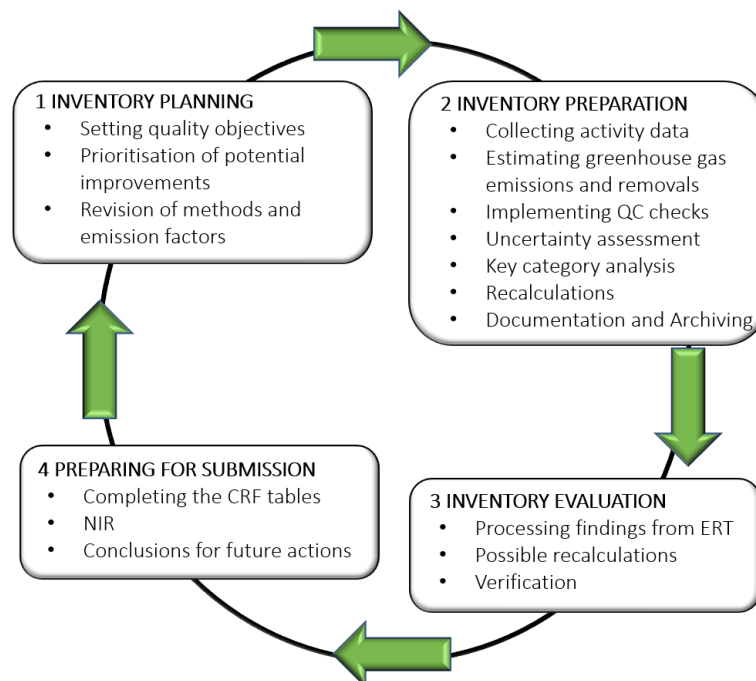 1 INVENTORY PLANNING
• Setting quality objectives
• Prioritisation of potential
improvements
• Revision of methods and
emission factors
2 INVENTORY PREPARATION
• Collecting activity data
• Estimating greenhouse gas
emissions and removals
• Implementing QC checks
• Uncertainty assessment
• Key category analysis
• Recalculations
• Documentation and Archiving
3 INVENTORY EVALUATION
• Processing findings from ERT
• Possible recalculations
• Verification
4 PREPARING FOR SUBMISSION
• Completing the CRF tables
• NIR
• Conclusions for future actions